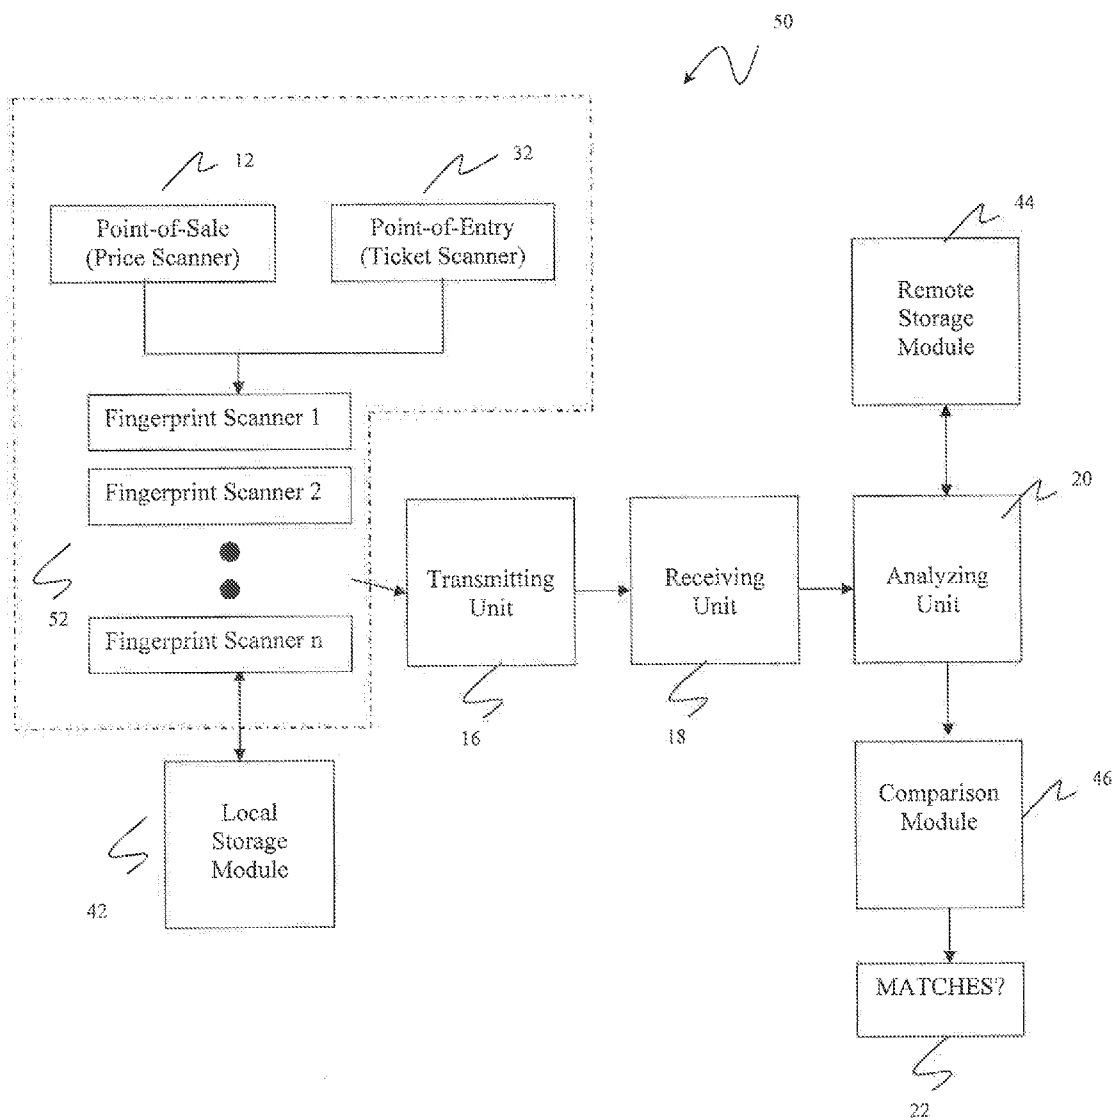 50
12
32
Point-of-Sale
(Price Scanner)
Point-of-Entry
(Ticket Scanner)
44
Remote
Storage
Module
Fingerprint Scanner 1
Fingerprint Scanner 2
20
52
Transmitting
Unit
Receiving
Unit
Analyzing
Unit
Fingerprint Scanner n
16
18
Local
Storage
Module
42
Comparison
Module
46
MATCHES?
22